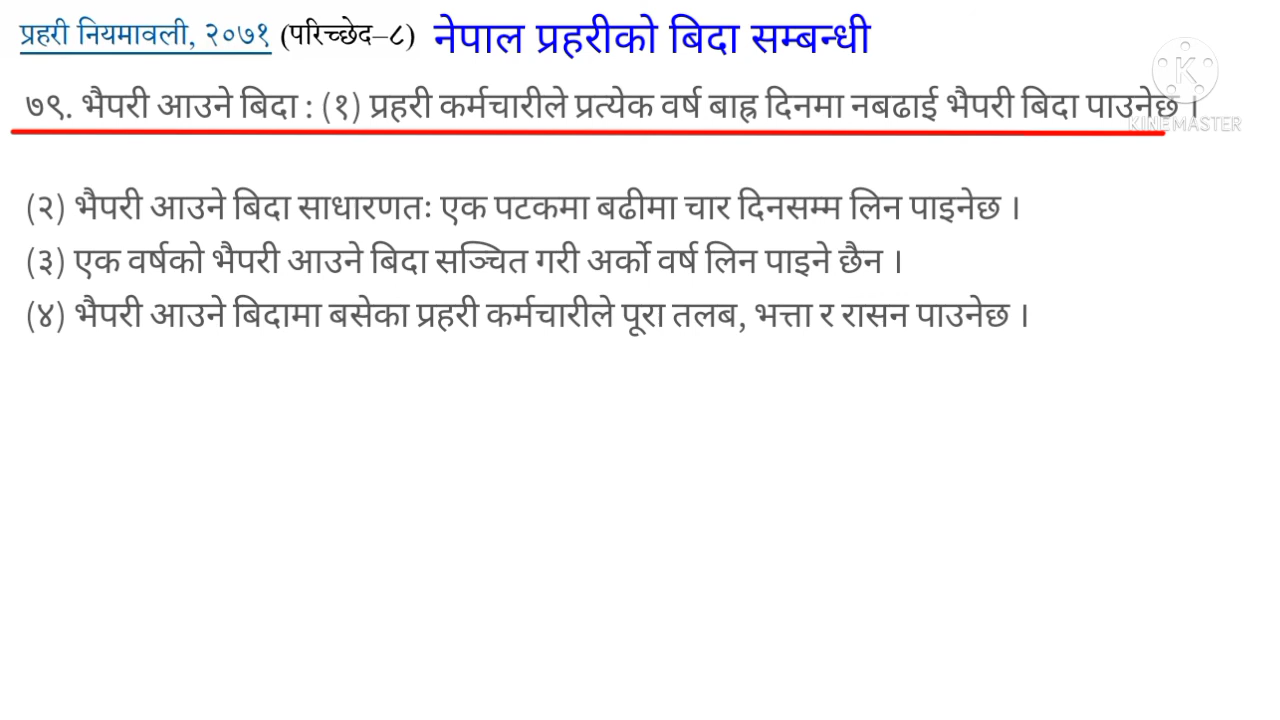 प्रहरी नियमावली, २०७१ (परिच्छेद–८) नेपाल प्रहरीको बिदा सम्बन्धी
K
KINEMASTER
७९. भैपरी आउने बिदा : (१) प्रहरी कर्मचारीले प्रत्येक वर्ष बाह्र दिनमा नबढाई भैपरी बिदा पाउनेछ ।
(२) भैपरी आउने बिदा साधारणतः एक पटकमा बढीमा चार दिनसम्म लिन पाइनेछ ।
(३) एक वर्षको भैपरी आउने बिदा सञ्चित गरी अर्को वर्ष लिन पाइने छैन ।
(४) भैपरी आउने बिदामा बसेका प्रहरी कर्मचारीले पूरा तलब, भत्ता र रासन पाउनेछ ।